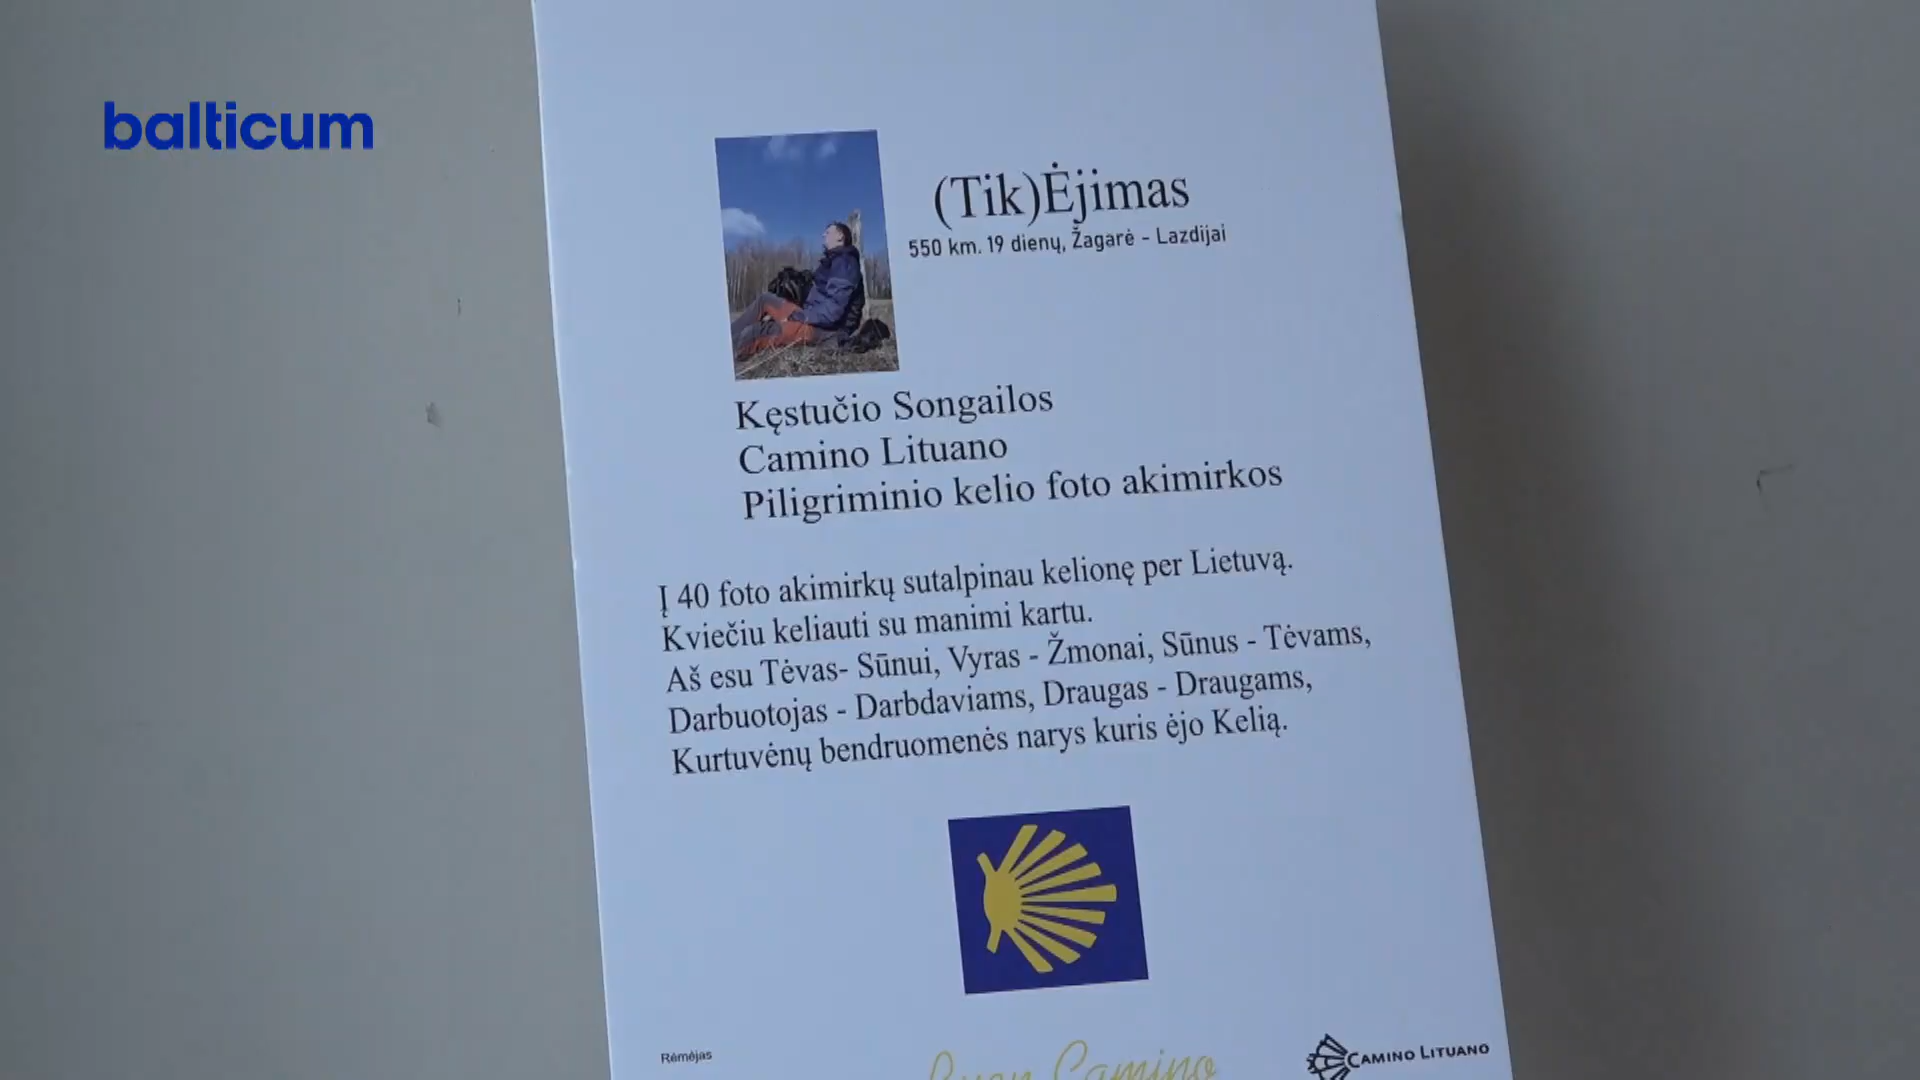 balticum
(Tik)Ėjimas
550 km. 19 dienų, Žagarė - Lazdijai
Kęstučio Songailos
Camino Lituano
Piligriminio kelio foto akimirkos
Į 40 foto akimirkų sutalpinau kelionę per Lietuvą.
Kviečiu keliauti su manimi kartu.
Aš esu Tėvas- Sūnui, Vyras - Žmonai, Sūnus - Tėvams,
Darbuotojas - Darbdaviams, Draugas - Draugams,
Kurtuvėnų bendruomenės narys kuris ėjo Kelią.
Rėmėjas
Buen Camino
CAMINO LITUANO